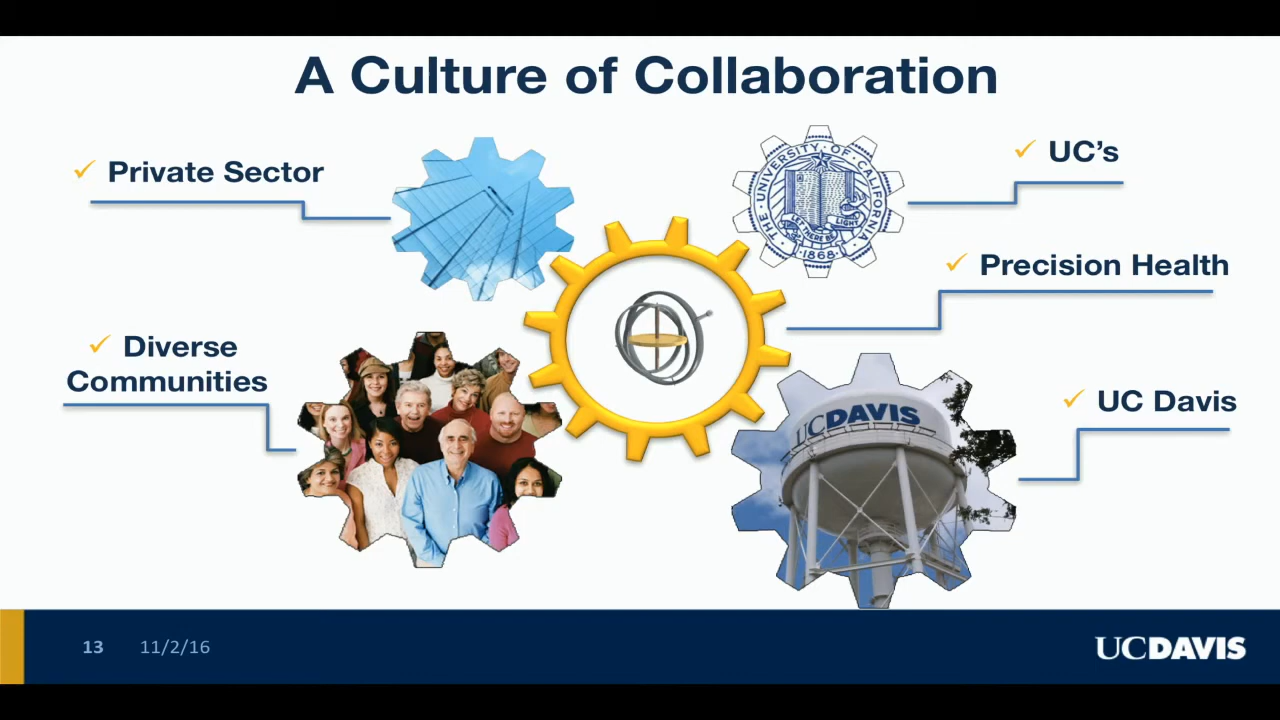 A Culture of Collaboration
✓ Private Sector
✓ UC's
THE UNIVERSITY OF CALIFORNIA
LET THERE BE LIGHT
1868
✓ Precision Health
✓ Diverse
Communities
✓ UC Davis
UCDAVIS
13 11/2/16
UCDAVIS